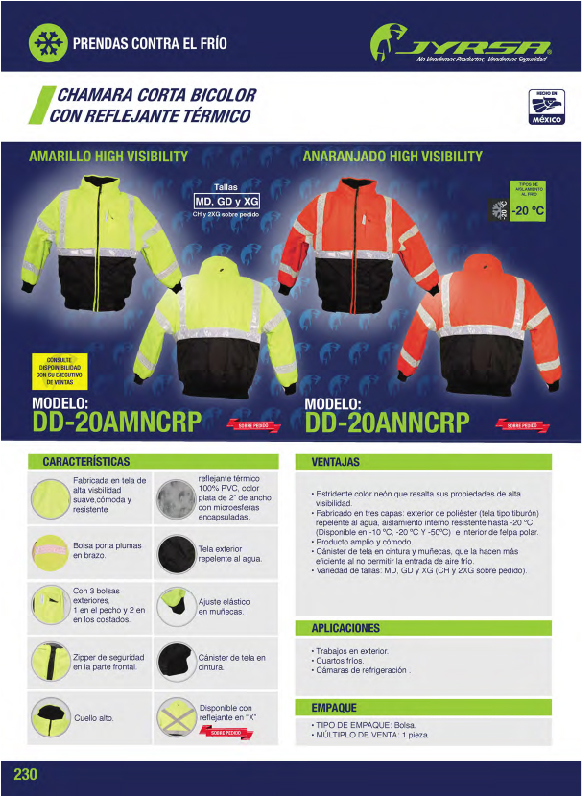 PRENDAS CONTRA EL FRÍO
JYRSA®
No Vendemos Productos, Vendemos Seguridad
CHAMARA CORTA BICOLOR
CON REFLEJANTE TÉRMICO
HECHO EN
MÉXICO
AMARILLO HIGH VISIBILITY
ANARANJADO HIGH VISIBILITY
Tallas
MD, GD y XG
CH y 2XG sobre pedido
TIPOS DE
AISLAMIENTO
AL FRÍO
-20 °C
-20 °C
CONSULTE
DISPOINIBILIDAD
CON SU EJECUTIVO
DE VENTAS
MODELO:
DD-20AMNCRP
SOBRE PEDIDO
MODELO:
DD-20ANNCRP
SOBRE PEDIDO
CARACTERÍSTICAS
Fabricada en tela de
alta visbilidad
suave,cómoda y
resistente
reflejante térmico
100% PVC, color
plata de 2" de ancho
con microesferas
encapsuladas.
Bolsa porta plumas
en brazo.
Tela exterior
repelente al agua.
Con 3 bolsas
exteriores,
1 en el pecho y 2 en
en los costados.
Ajuste elástico
en muñecas.
Zipper de seguridad
en la parte frontal.
Cánister de tela en
cintura.
Cuello alto.
Disponible con
reflejante en "X"
SOBRE PEDIDO
VENTAJAS
• Estridente color neón que resalta sus propiedades de alta
visibilidad.
• Fabricado en tres capas: exterior de poliéster (tela tipo tiburón)
repelente al agua, aislamiento interno resistente hasta -20 °C
(Disponible en -10 °C, -20 °C Y -50°C) e interior de felpa polar.
• Producto amplio y cómodo.
• Cánister de tela en cintura y muñecas, que la hacen más
eficiente al no permitir la entrada de aire frío.
• Variedad de tallas: MD, GD y XG (CH y 2XG sobre pedido).
APLICACIONES
• Trabajos en exterior.
• Cuartos fríos.
• Cámaras de refrigeración .
EMPAQUE
• TIPO DE EMPAQUE: Bolsa.
• MÚLTIPLO DE VENTA: 1 pieza
230